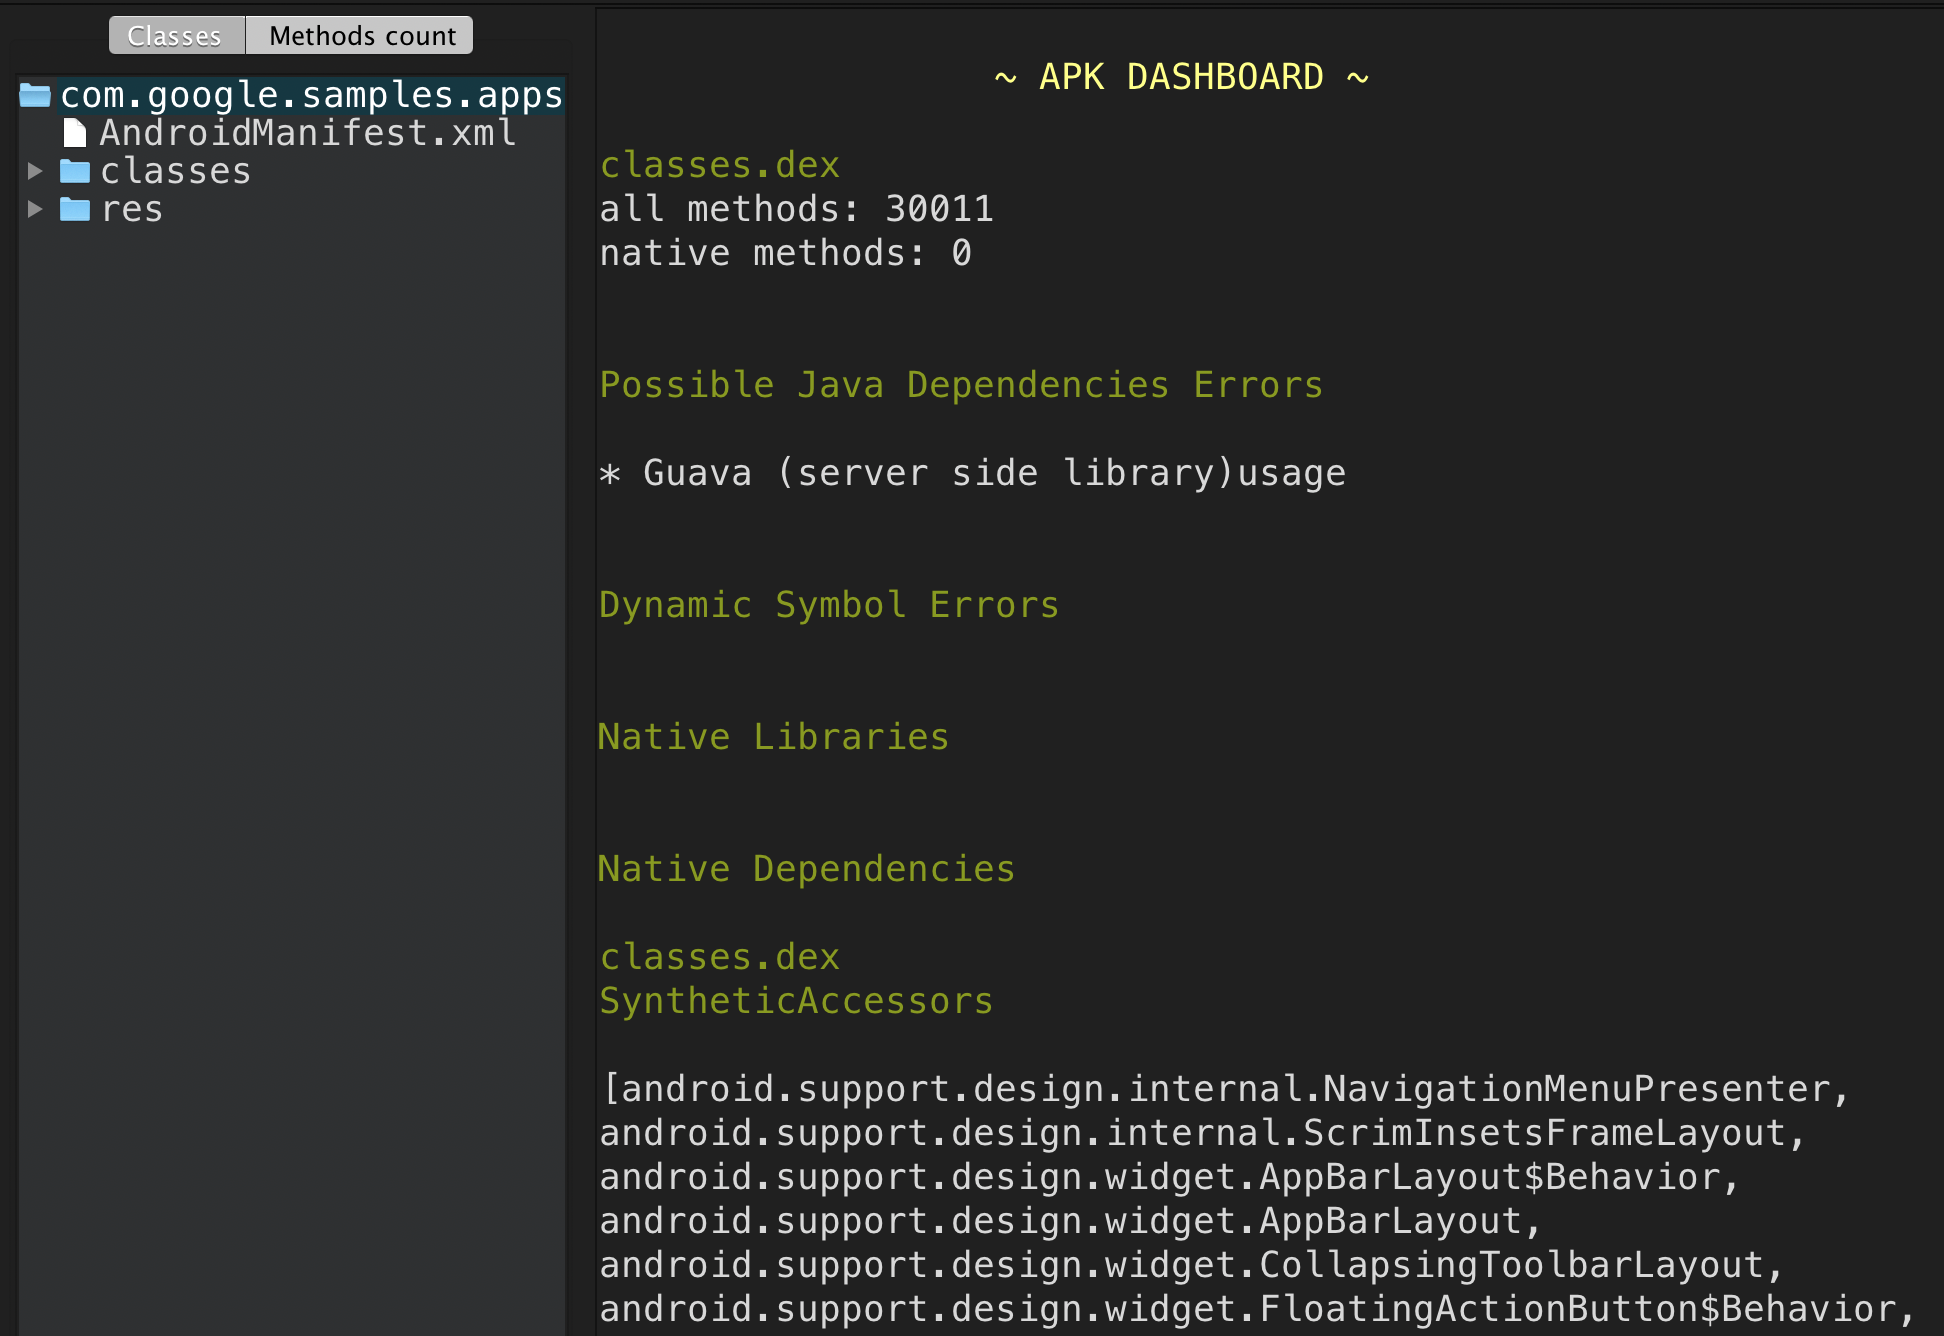 Classes Methods count
com.google.samples.apps
AndroidManifest.xml
classes
res
~ APK DASHBOARD ~
classes.dex
all methods: 30011
native methods: 0
Possible Java Dependencies Errors
* Guava (server side library)usage
Dynamic Symbol Errors
Native Libraries
Native Dependencies
classes.dex
SyntheticAccessors
[android.support.design.internal.NavigationMenuPresenter,
android.support.design.internal.ScrimInsetsFrameLayout,
android.support.design.widget.AppBarLayout$Behavior,
android.support.design.widget.AppBarLayout,
android.support.design.widget.CollapsingToolbarLayout,
android.support.design.widget.FloatingActionButton$Behavior,